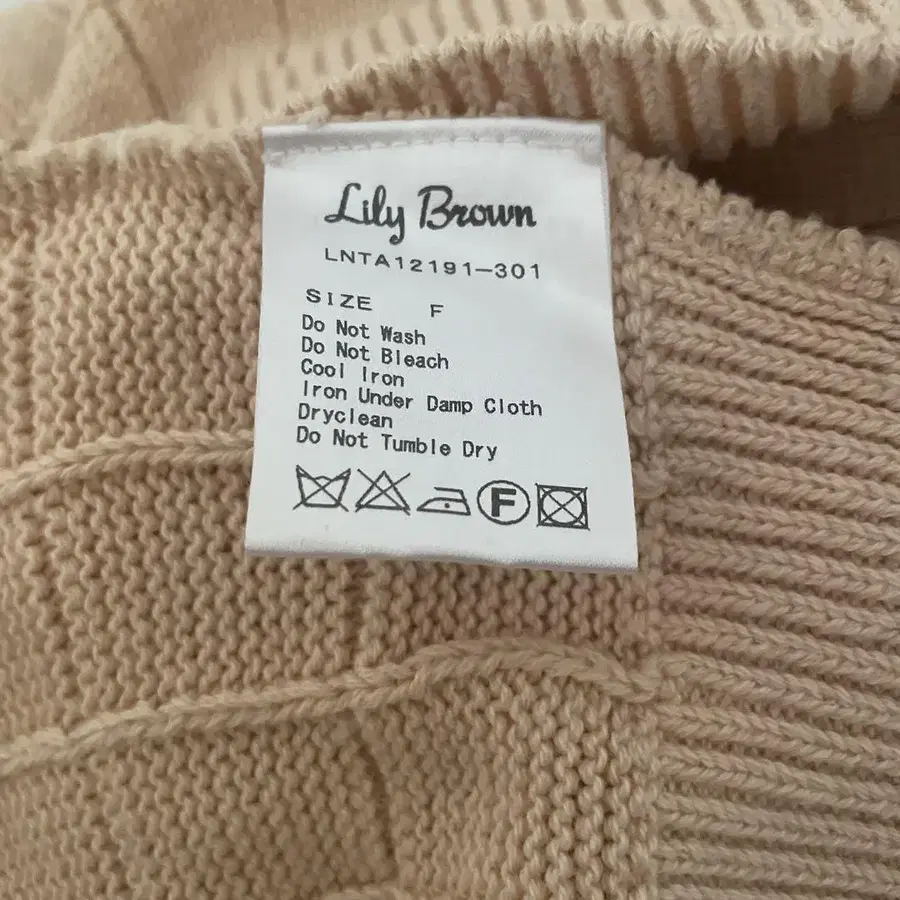 Lily Brown
LNTA12191-301
SIZE F
Do Not Wash
Do Not Bleach
Cool Iron
Iron Under Damp Cloth
Dryclean
Do Not Tumble Dry
F